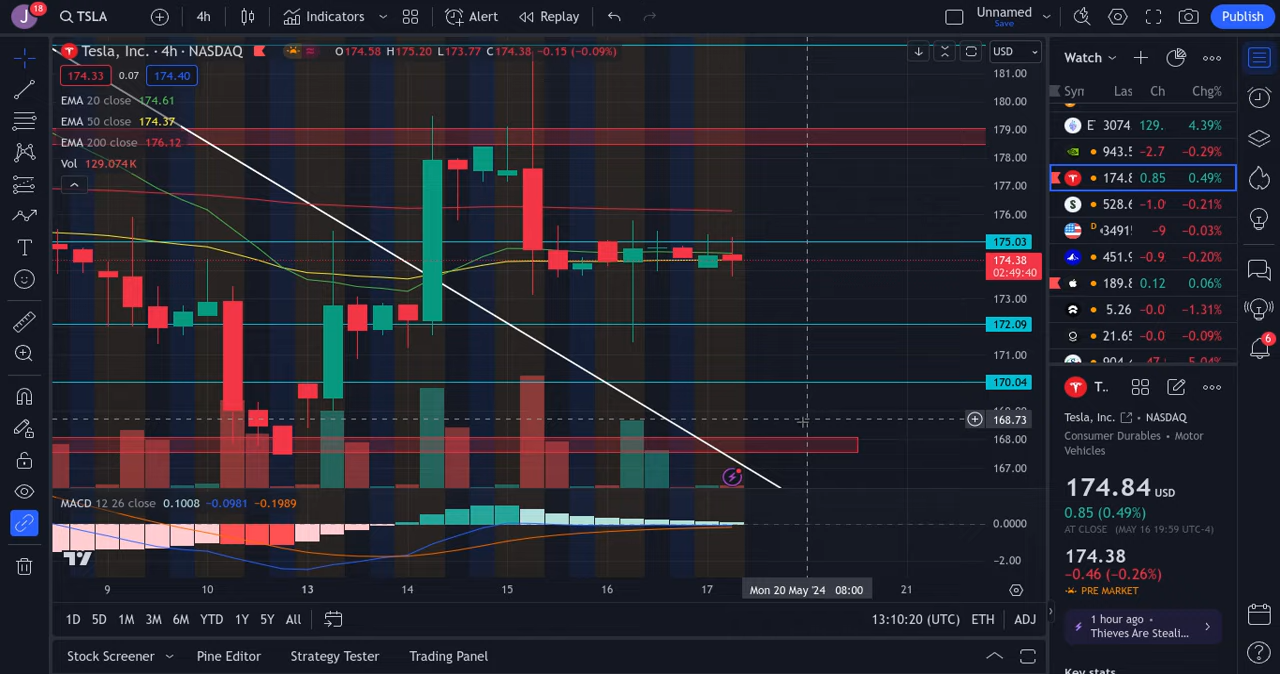 J 18 TSLA 4h Indicators Alert Replay Unnamed Save Publish
Tesla, Inc. · 4h · NASDAQ O174.58 H175.20 L173.77 C174.38 −0.15 (−0.09%) USD
174.33 0.07 174.40
EMA 20 close 174.61
EMA 50 close 174.37
EMA 200 close 176.12
Vol 129.074K
181.00
180.00
179.00
178.00
177.00
176.00
175.03
174.38
02:49:40
173.00
172.09
171.00
170.04
168.73
168.00
167.00
MACD 12 26 close 0.1008 −0.0981 −0.1989
0.0000
−2.00
9 10 13 14 15 16 17 Mon 20 May '24 08:00 21
1D 5D 1M 3M 6M YTD 1Y 5Y All 13:10:20 (UTC) ETH ADJ
Stock Screener Pine Editor Strategy Tester Trading Panel
Watch
Syn Las Ch Chg%
E 3074 129. 4.39%
943.5 −2.7 −0.29%
174.8 0.85 0.49%
528.6 −1.0 −0.21%
D 3491 −9 −0.03%
451.9 −0.9 −0.20%
189.8 0.12 0.06%
5.26 −0.0 −1.31%
21.65 −0.0 −0.09%
6
T..
Tesla, Inc. · NASDAQ
Consumer Durables · Motor
Vehicles
174.84 USD
0.85 (0.49%)
AT CLOSE (MAY 16 19:59 UTC-4)
174.38
−0.46 (−0.26%)
PRE MARKET
1 hour ago ·
Thieves Are Steali...
Key stats